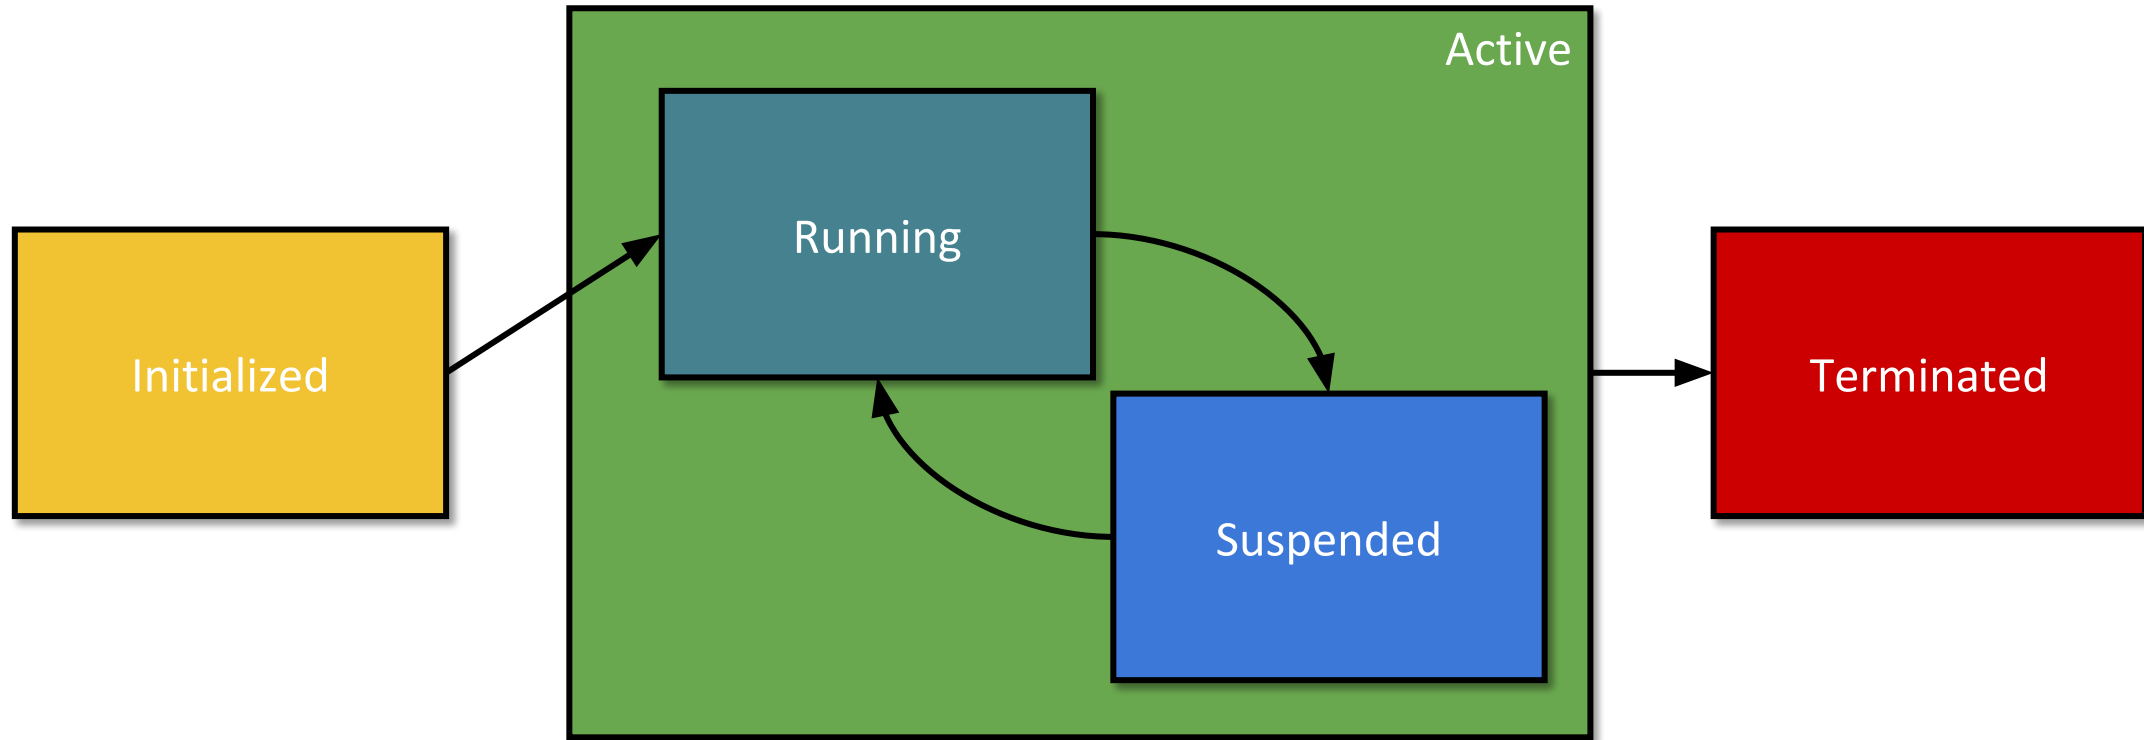 Active
Running
Initialized
Terminated
Suspended